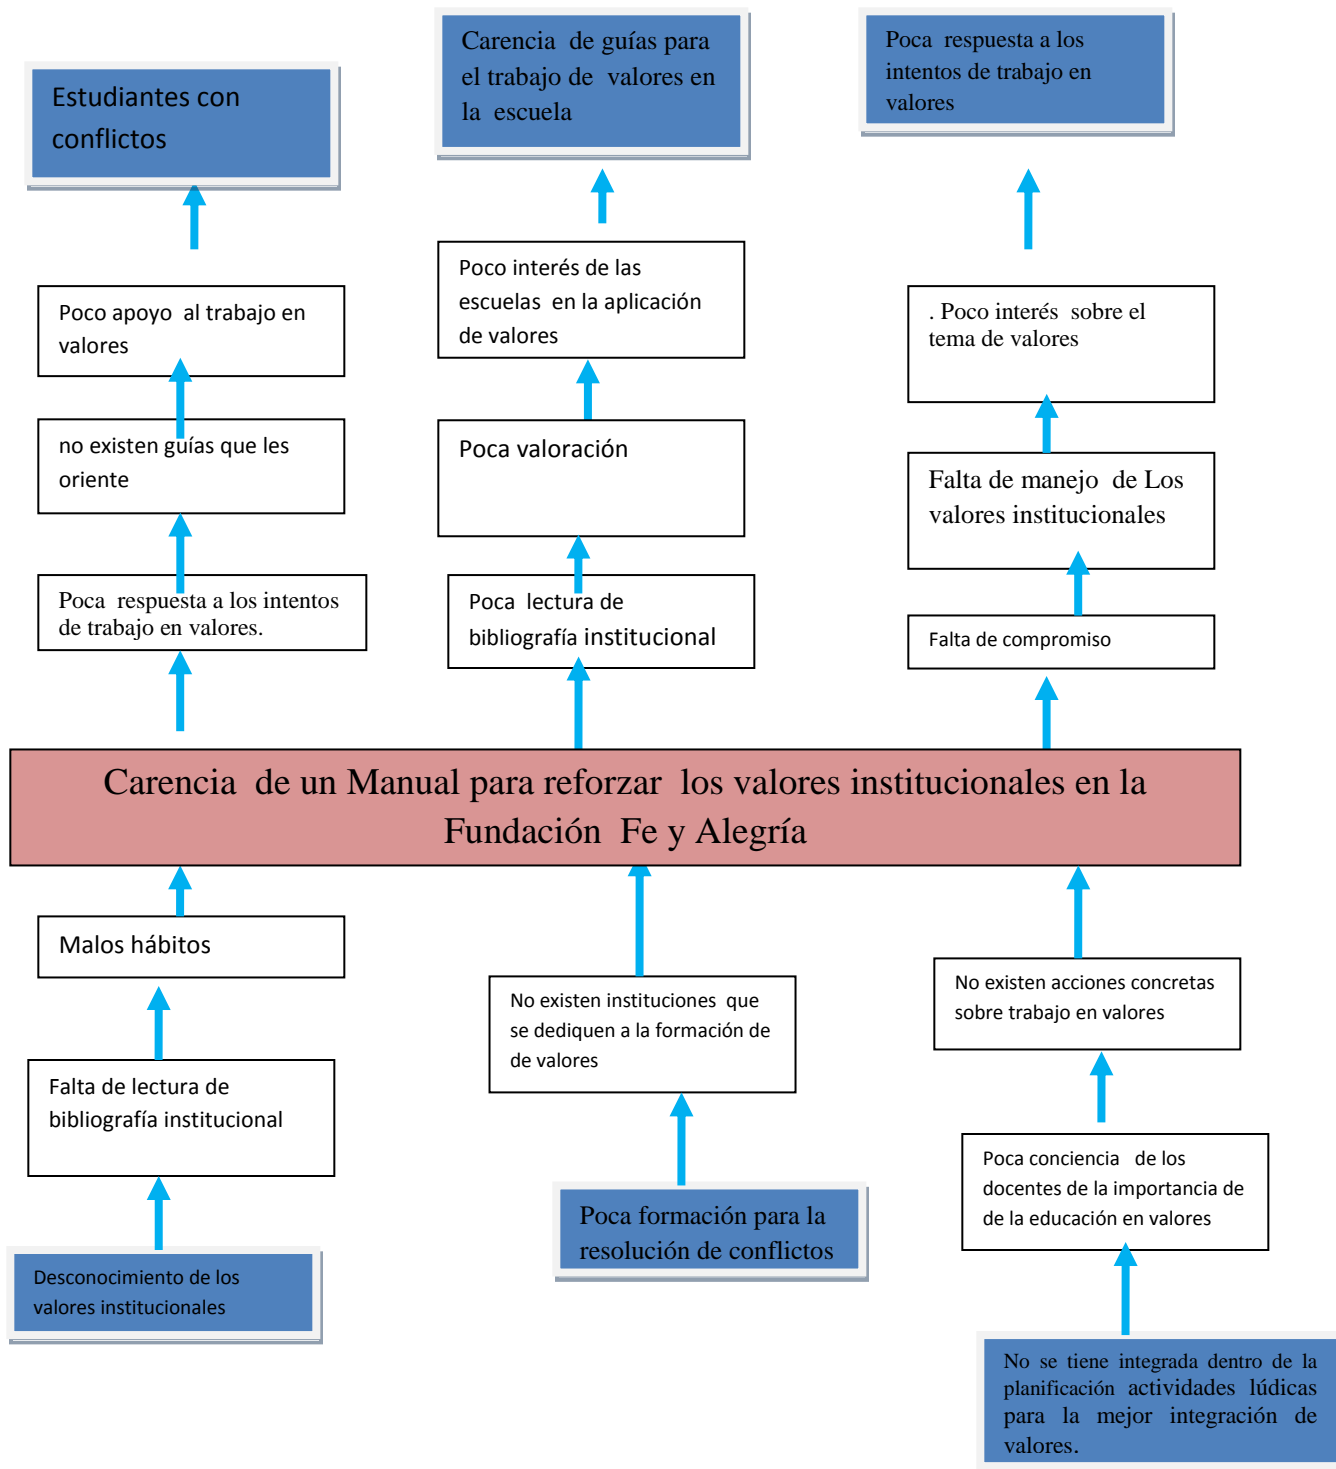 Estudiantes con
conflictos
Carencia de guías para
el trabajo de valores en
la escuela
Poca respuesta a los
intentos de trabajo en
valores
Poco apoyo al trabajo en
valores
Poco interés de las
escuelas en la aplicación
de valores
. Poco interés sobre el
tema de valores
no existen guías que les
oriente
Poca valoración
Falta de manejo de Los
valores institucionales
Poca respuesta a los intentos
de trabajo en valores.
Poca lectura de
bibliografía institucional
Falta de compromiso
Carencia de un Manual para reforzar los valores institucionales en la
Fundación Fe y Alegría
Malos hábitos
No existen instituciones que
se dediquen a la formación de
de valores
No existen acciones concretas
sobre trabajo en valores
Falta de lectura de
bibliografía institucional
Poca formación para la
resolución de conflictos
Poca conciencia de los
docentes de la importancia de
de la educación en valores
Desconocimiento de los
valores institucionales
No se tiene integrada dentro de la
planificación actividades lúdicas
para la mejor integración de
valores.